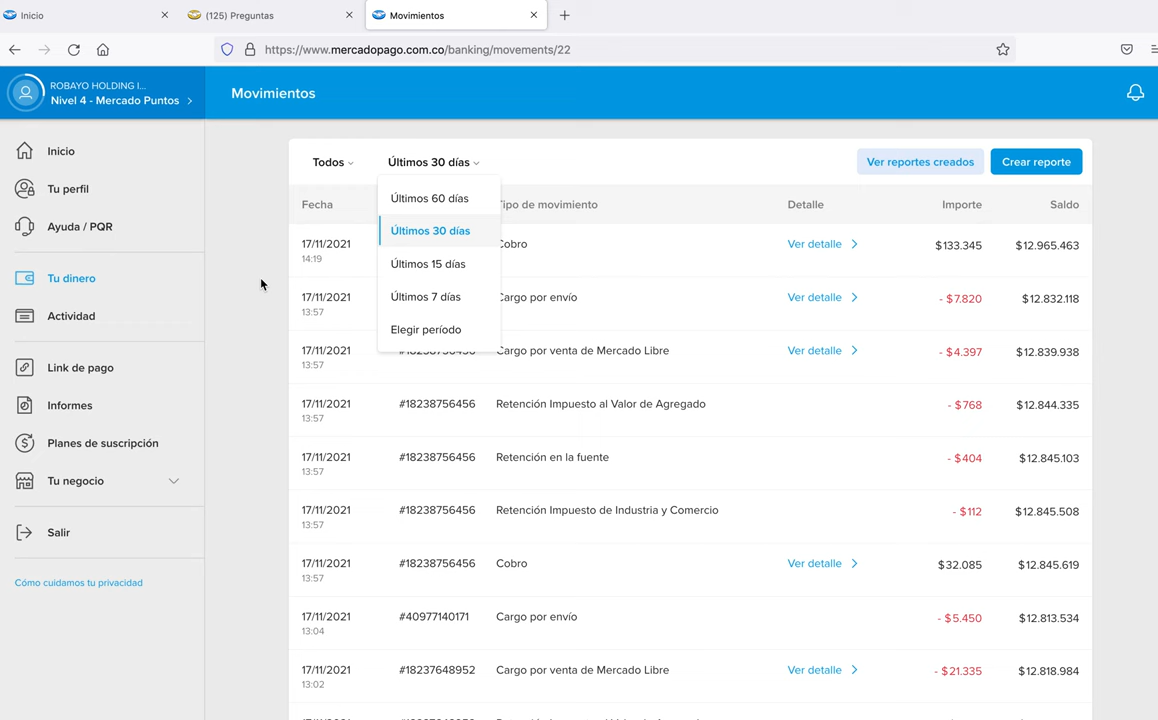 Inicio
(125) Preguntas
Movimientos
https://www.mercadopago.com.co/banking/movements/22
ROBAYO HOLDING I...
Nivel 4 - Mercado Puntos
Movimientos
Inicio
Tu perfil
Ayuda / PQR
Tu dinero
Actividad
Link de pago
Informes
Planes de suscripción
Tu negocio
Salir
Cómo cuidamos tu privacidad
Todos
Últimos 30 días
Ver reportes creados
Crear reporte
Últimos 60 días
Últimos 30 días
Últimos 15 días
Últimos 7 días
Elegir período
Fecha Tipo de movimiento Detalle Importe Saldo
17/11/2021 Cobro Ver detalle $133.345 $12.965.463
14:19
17/11/2021 Cargo por envío Ver detalle - $7.820 $12.832.118
13:57
17/11/2021 #18238756456 Cargo por venta de Mercado Libre Ver detalle - $4.397 $12.839.938
13:57
17/11/2021 #18238756456 Retención Impuesto al Valor de Agregado - $768 $12.844.335
13:57
17/11/2021 #18238756456 Retención en la fuente - $404 $12.845.103
13:57
17/11/2021 #18238756456 Retención Impuesto de Industria y Comercio - $112 $12.845.508
13:57
17/11/2021 #18238756456 Cobro Ver detalle $32.085 $12.845.619
13:57
17/11/2021 #40977140171 Cargo por envío - $5.450 $12.813.534
13:04
17/11/2021 #18237648952 Cargo por venta de Mercado Libre Ver detalle - $21.335 $12.818.984
13:02